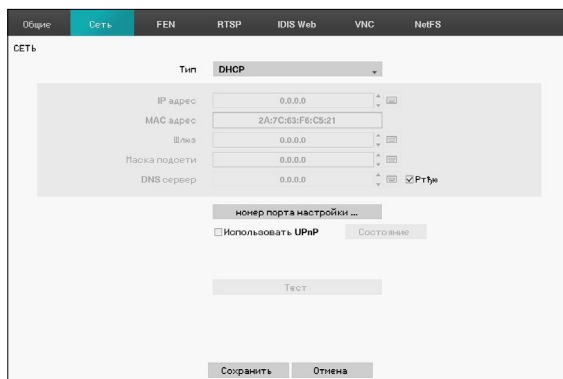 Общие Сеть FEN RTSP IDIS Web VNC NetFS
СЕТЬ
Тип DHCP
IP адрес 0.0.0.0
MAC адрес 2A:7C:63:F6:C5:21
Шлюз 0.0.0.0
Маска подсети 0.0.0.0
DNS сервер 0.0.0.0
номер порта настройки ...
Использовать UPnP Состояние
Тест
Сохранить Отмена